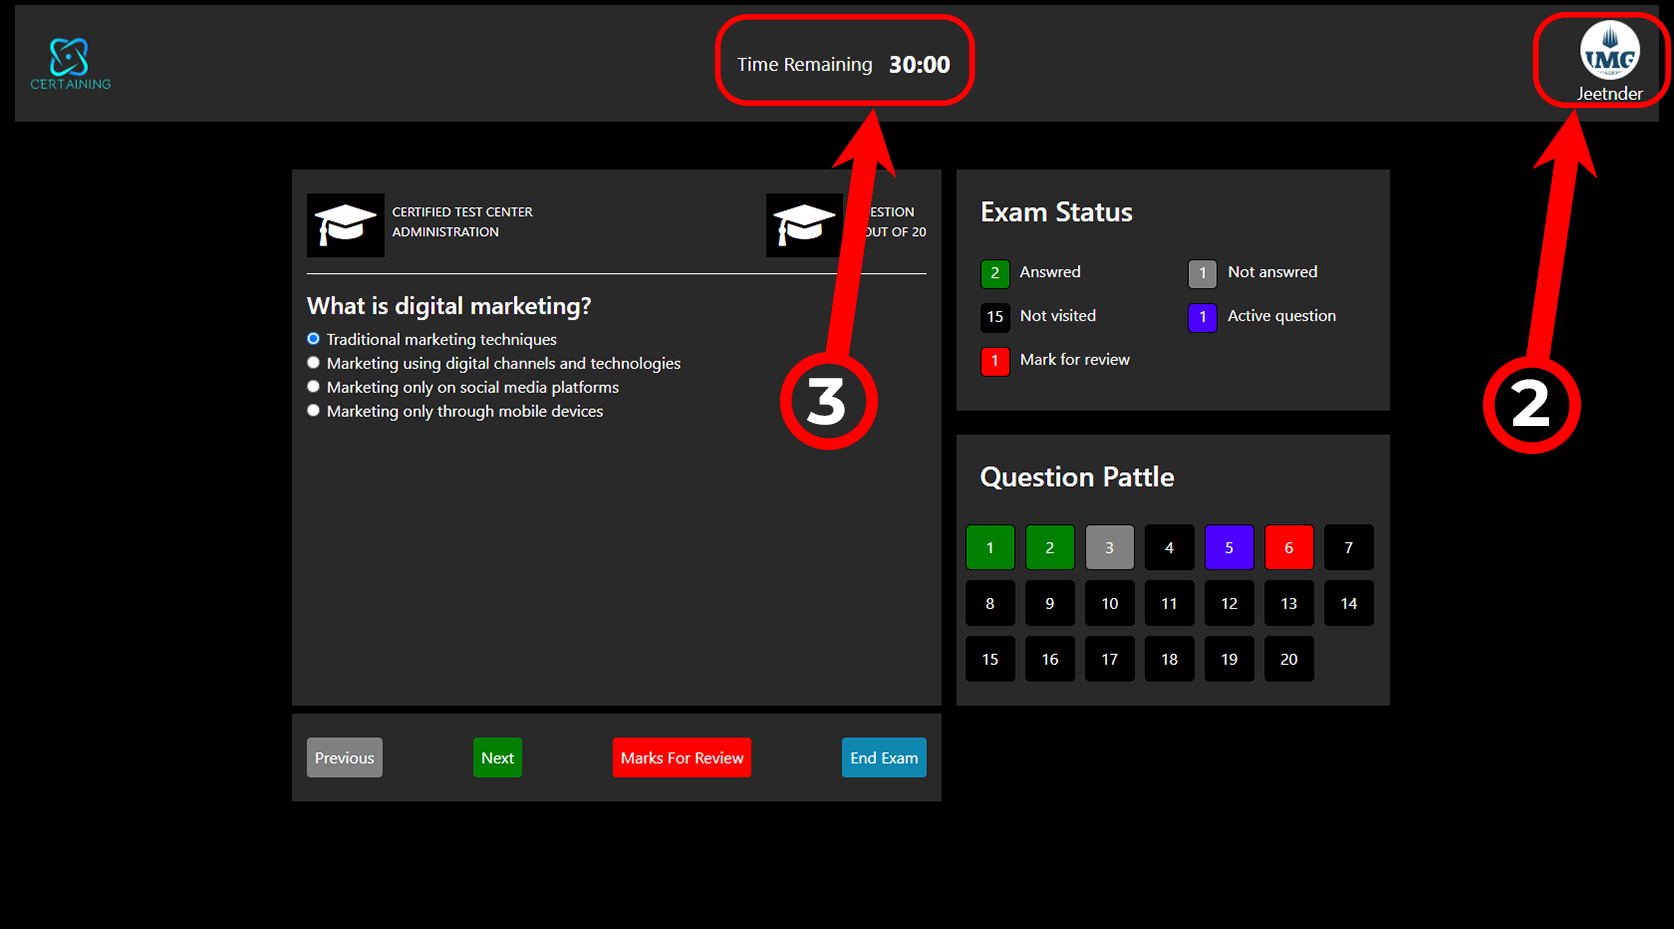 CERTAINING
Time Remaining 30:00
IMG
Jeetnder
CERTIFIED TEST CENTER
ADMINISTRATION
OUT OF 20
What is digital marketing?
Traditional marketing techniques
Marketing using digital channels and technologies
Marketing only on social media platforms
Marketing only through mobile devices
Previous
Next
Marks For Review
End Exam
Exam Status
2 Answred
1 Not answred
15 Not visited
1 Active question
1 Mark for review
Question Pattle
1 2 3 4 5 6 7
8 9 10 11 12 13 14
15 16 17 18 19 20
3
2